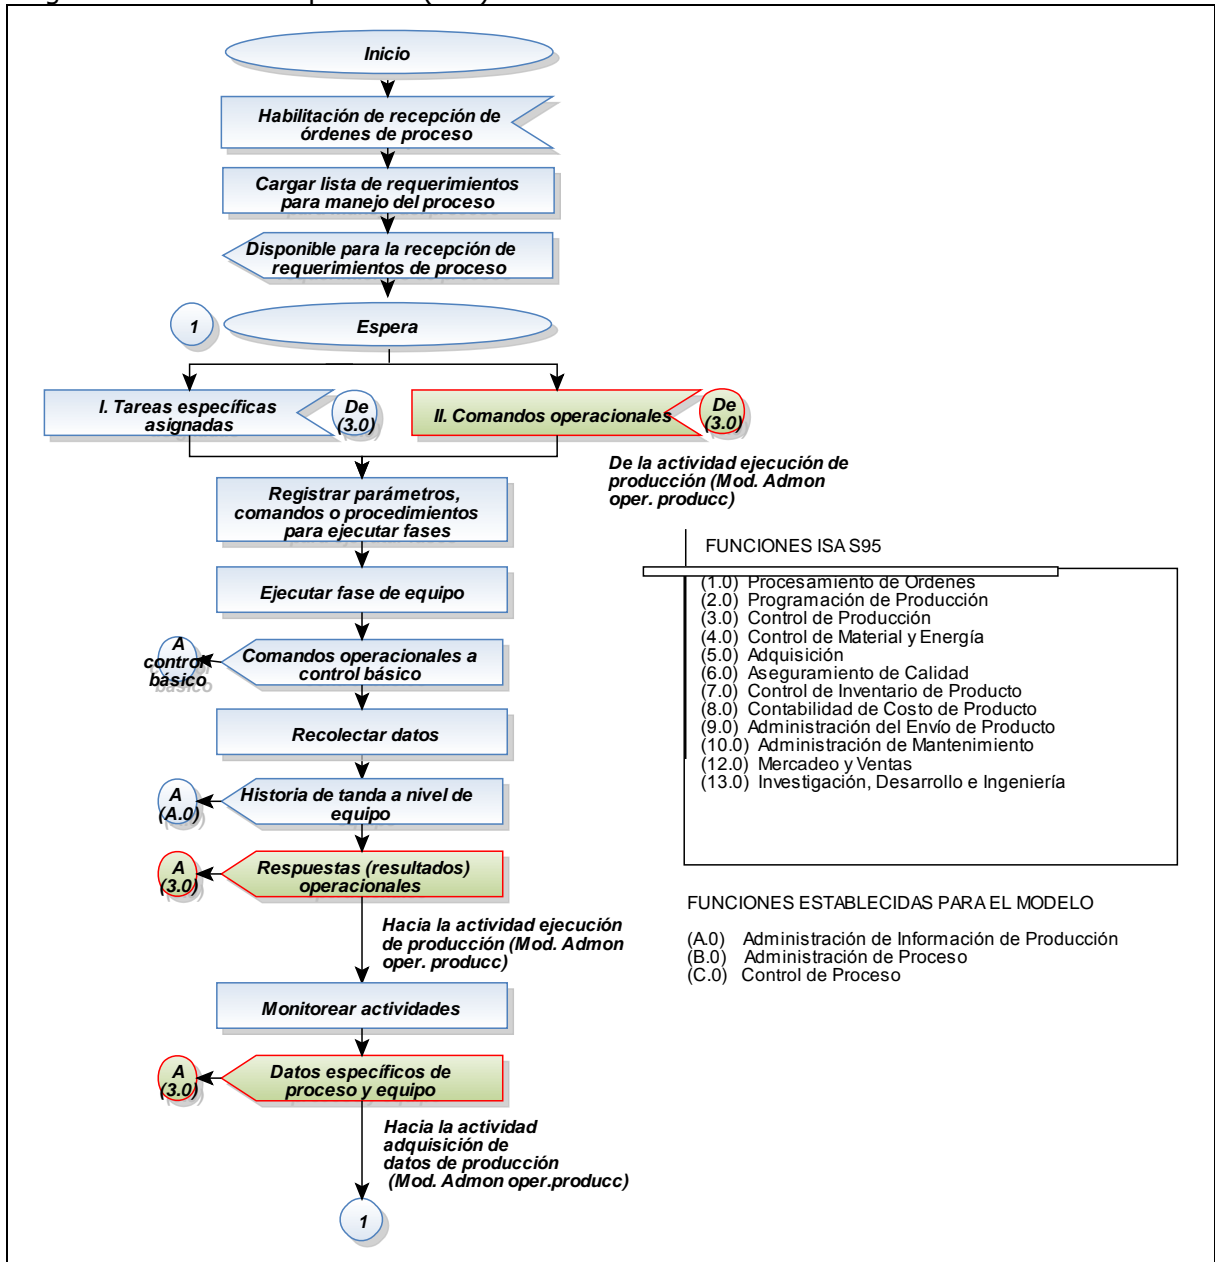 Inicio
Habilitación de recepción de
órdenes de proceso
Cargar lista de requerimientos
para manejo del proceso
Disponible para la recepción de
requerimientos de proceso
1
Espera
I. Tareas específicas
asignadas
De
(3.0)
II. Comandos operacionales
De
(3.0)
De la actividad ejecución de
producción (Mod. Admon
oper. producc)
Registrar parámetros,
comandos o procedimientos
para ejecutar fases
Ejecutar fase de equipo
A
control
básico
Comandos operacionales a
control básico
Recolectar datos
A
(A.0)
Historia de tanda a nivel de
equipo
A
(3.0)
Respuestas (resultados)
operacionales
Hacia la actividad ejecución
de producción (Mod. Admon
oper. producc)
Monitorear actividades
A
(3.0)
Datos específicos de
proceso y equipo
Hacia la actividad
adquisición de
datos de producción
(Mod. Admon oper.producc)
1
FUNCIONES ISA S95
(1.0) Procesamiento de Ordenes
(2.0) Programación de Producción
(3.0) Control de Producción
(4.0) Control de Material y Energía
(5.0) Adquisición
(6.0) Aseguramiento de Calidad
(7.0) Control de Inventario de Producto
(8.0) Contabilidad de Costo de Producto
(9.0) Administración del Envío de Producto
(10.0) Administración de Mantenimiento
(12.0) Mercadeo y Ventas
(13.0) Investigación, Desarrollo e Ingeniería
FUNCIONES ESTABLECIDAS PARA EL MODELO
(A.0) Administración de Información de Producción
(B.0) Administración de Proceso
(C.0) Control de Proceso